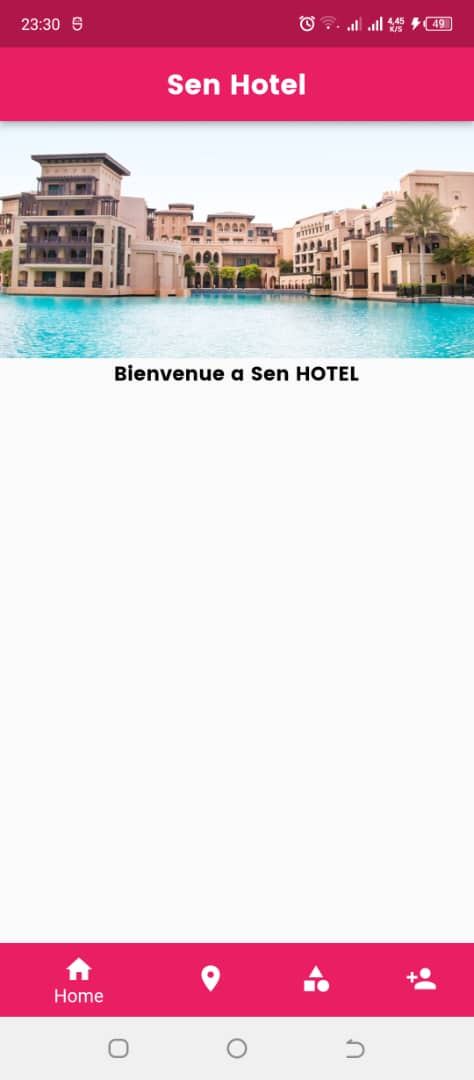 23:30
4,45
K/S
49
Sen Hotel
Bienvenue a Sen HOTEL
Home